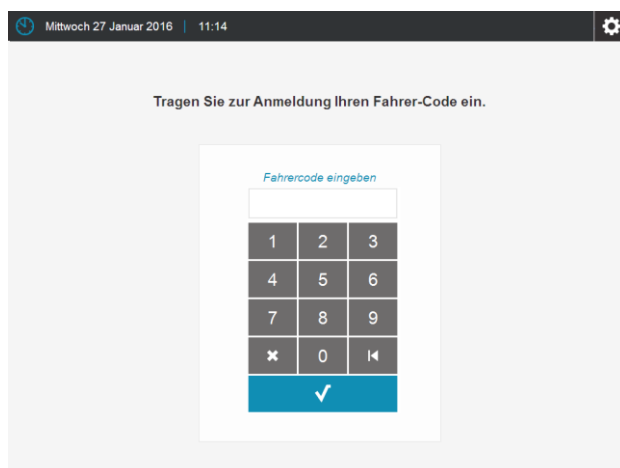 Mittwoch 27 Januar 2016 | 11:14
Tragen Sie zur Anmeldung Ihren Fahrer-Code ein.
Fahrercode eingeben
1 2 3
4 5 6
7 8 9
0